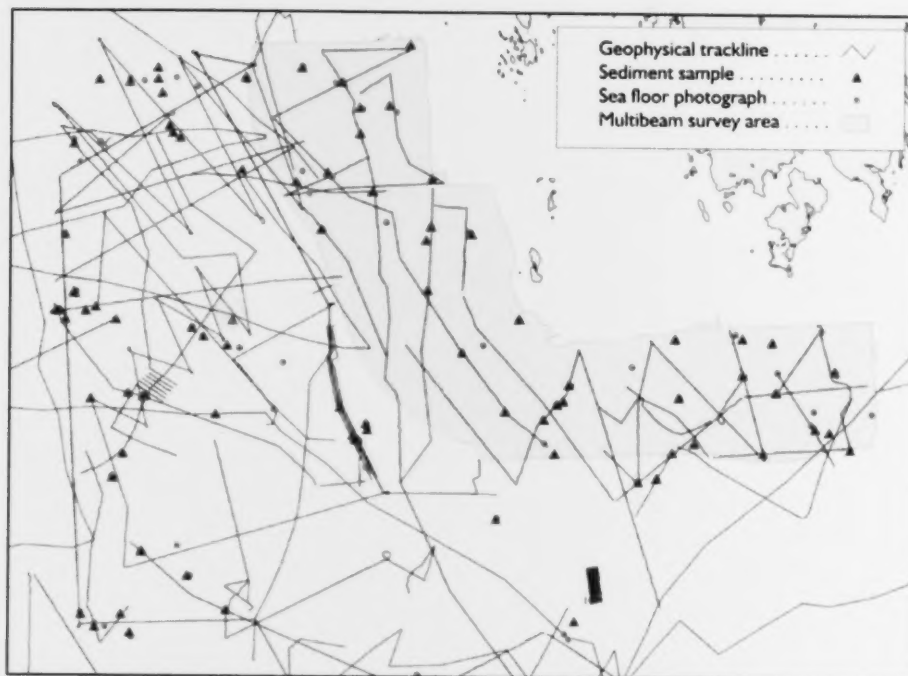 Geophysical trackline . . . . . .
Sediment sample . . . . . . . . .
Sea floor photograph . . . . . .
Multibeam survey area . . . . .